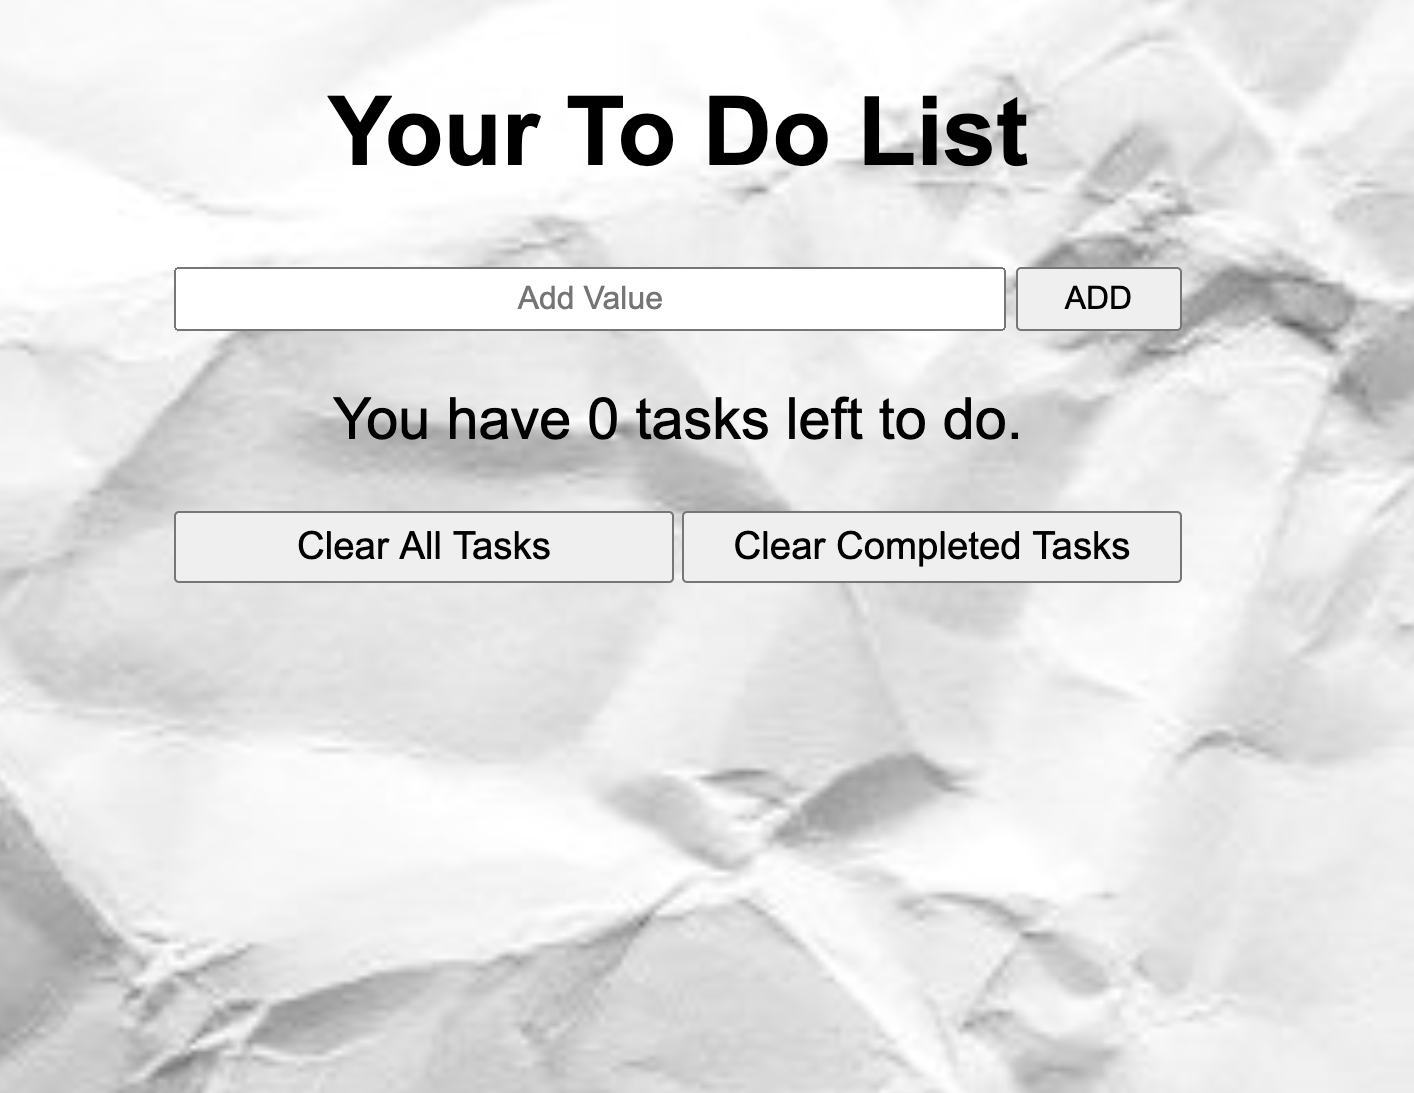 Your To Do List
Add Value ADD
You have 0 tasks left to do.
Clear All Tasks Clear Completed Tasks